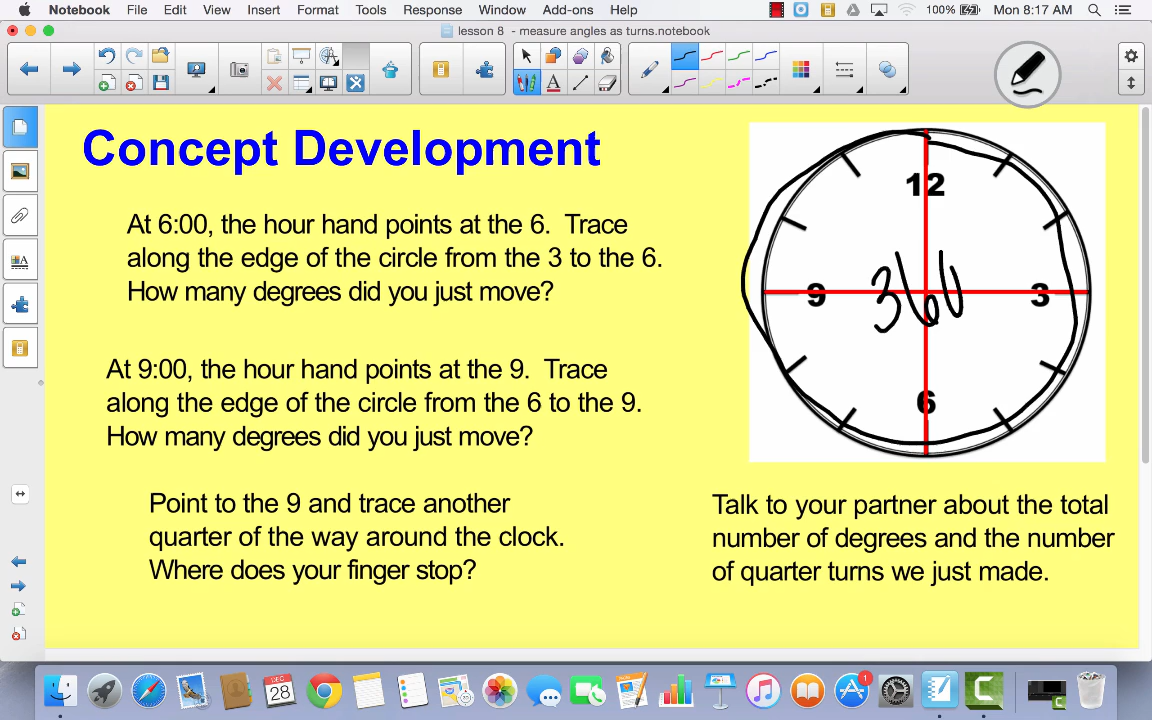 Notebook File Edit View Insert Format Tools Response Window Add-ons Help 100% Mon 8:17 AM
lesson 8 - measure angles as turns.notebook
Concept Development
At 6:00, the hour hand points at the 6. Trace
along the edge of the circle from the 3 to the 6.
How many degrees did you just move?
At 9:00, the hour hand points at the 9. Trace
along the edge of the circle from the 6 to the 9.
How many degrees did you just move?
Point to the 9 and trace another
quarter of the way around the clock.
Where does your finger stop?
12
9 360 3
6
Talk to your partner about the total
number of degrees and the number
of quarter turns we just made.
DEC
28
1